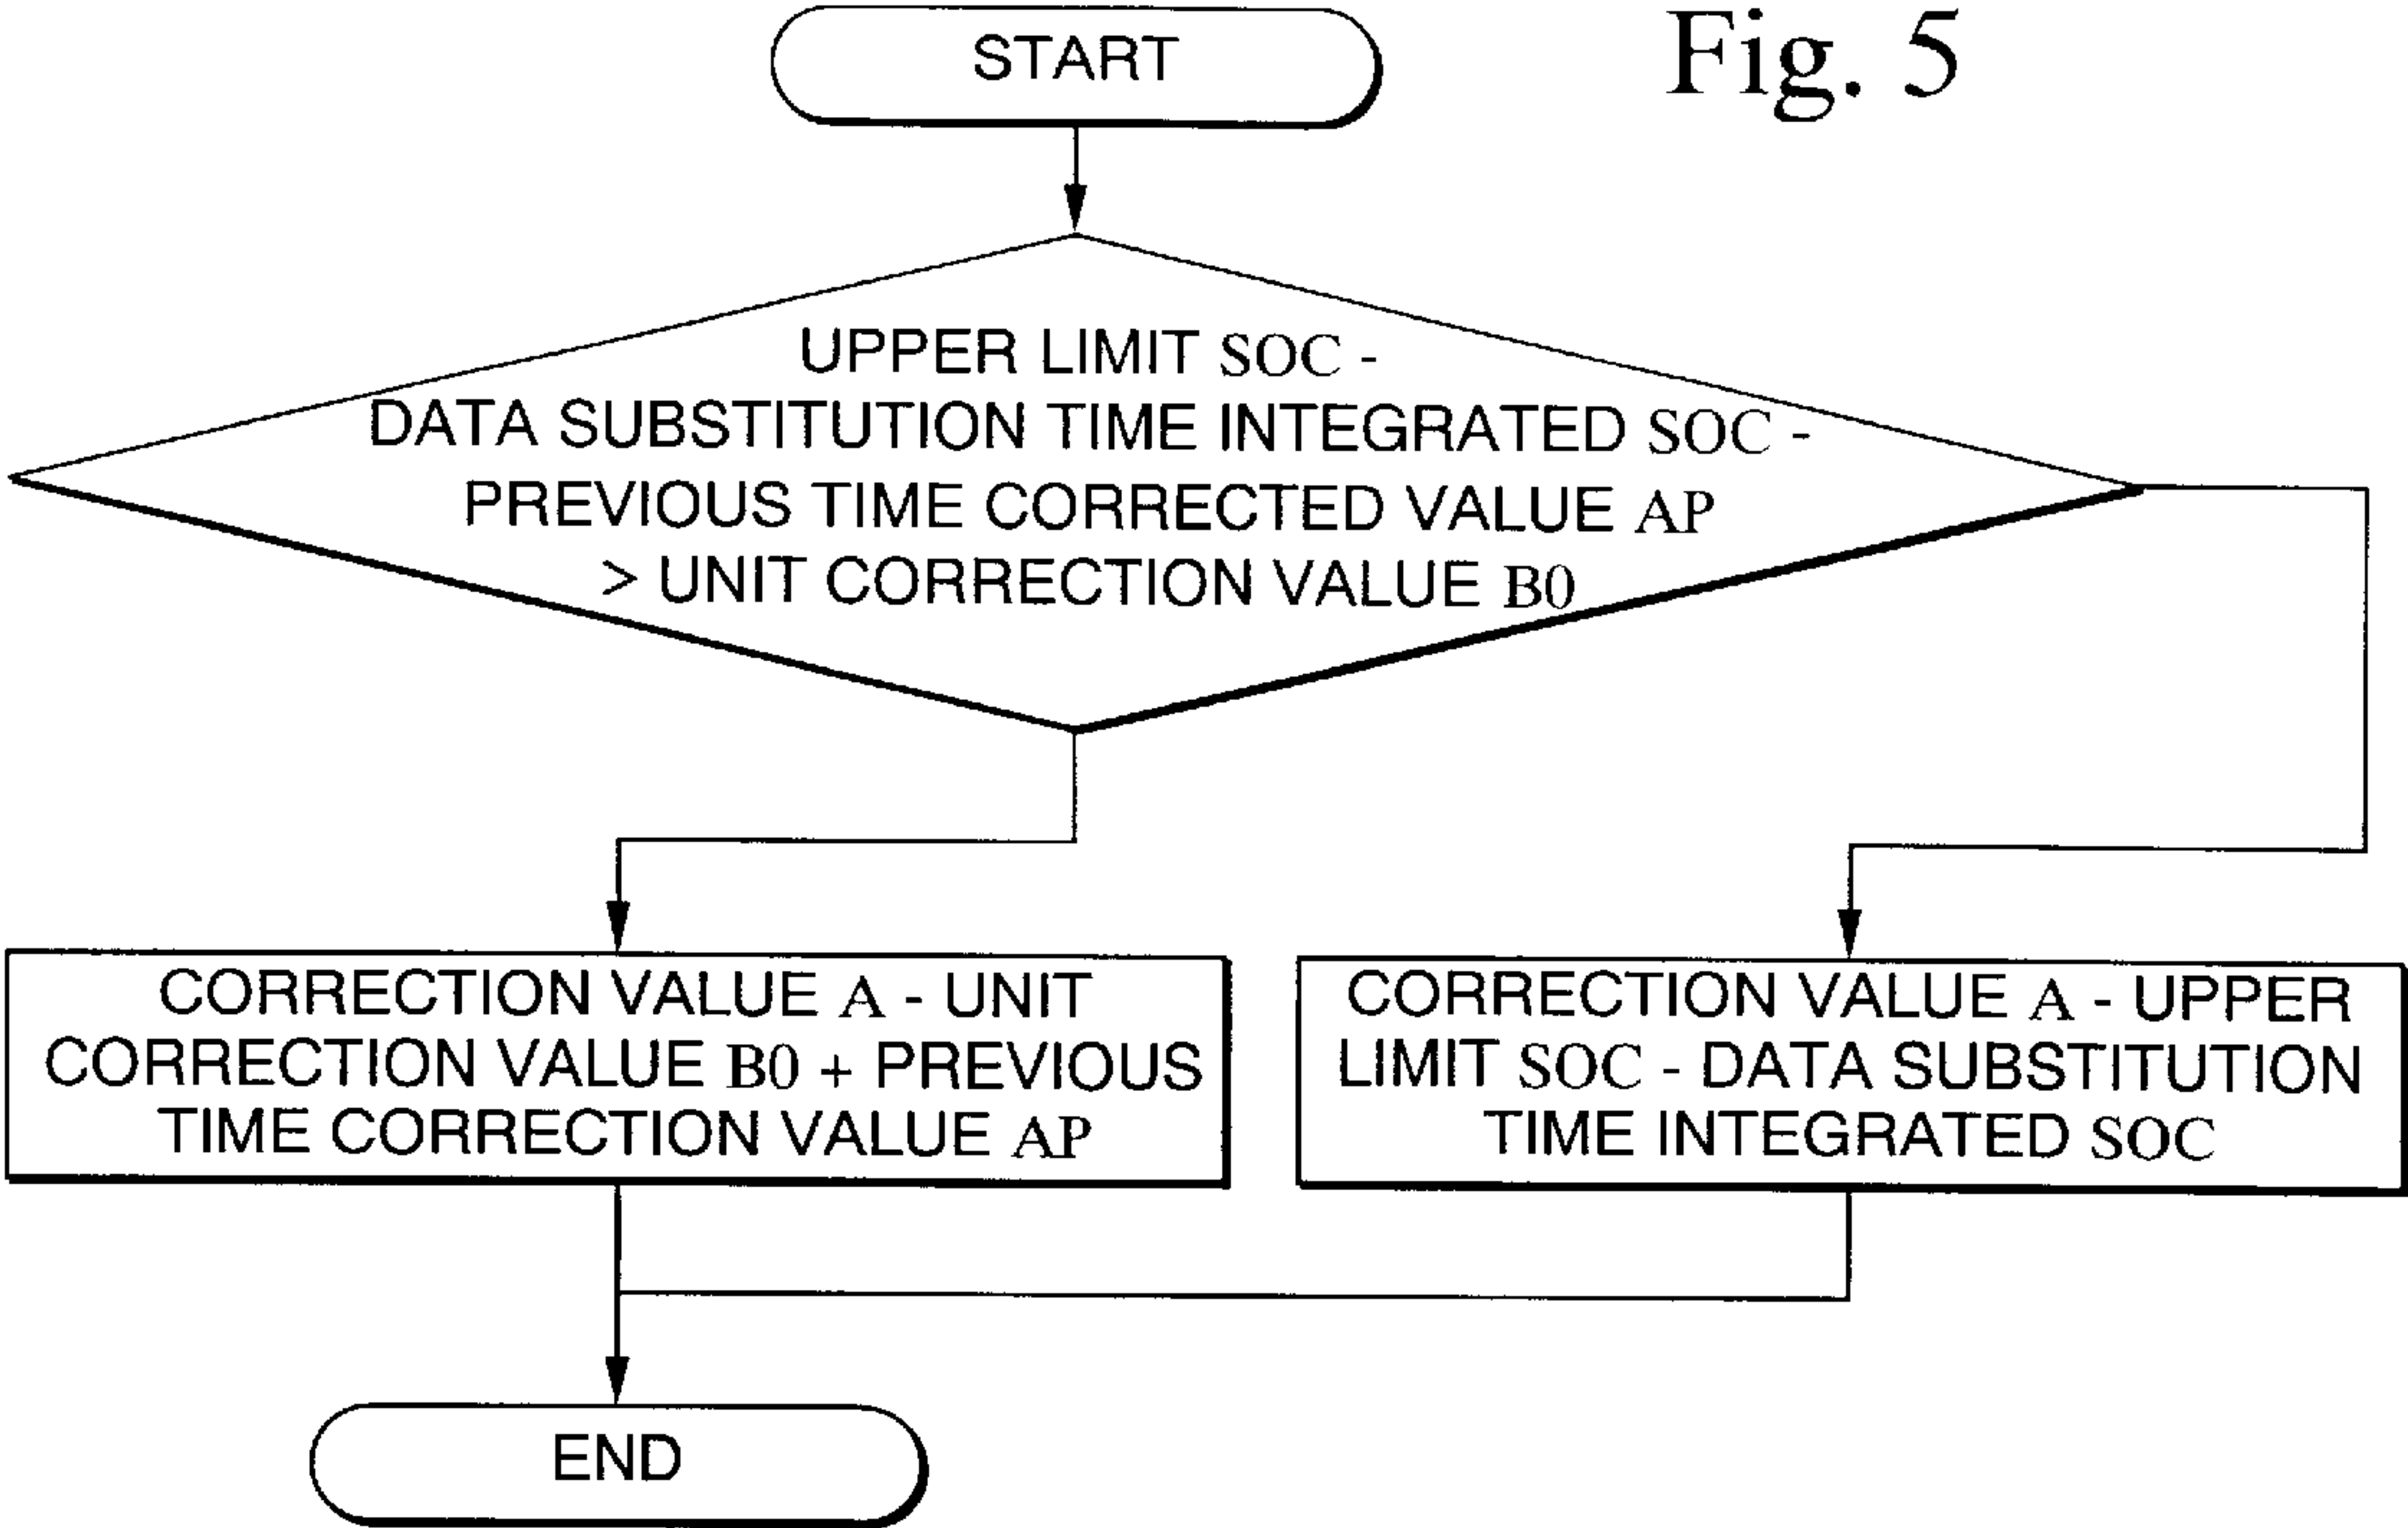 START
Fig. 5
UPPER LIMIT SOC -
DATA SUBSTITUTION TIME INTEGRATED SOC -
PREVIOUS TIME CORRECTED VALUE AP
> UNIT CORRECTION VALUE B0
CORRECTION VALUE A - UNIT
CORRECTION VALUE B0 + PREVIOUS
TIME CORRECTION VALUE AP
CORRECTION VALUE A - UPPER
LIMIT SOC - DATA SUBSTITUTION
TIME INTEGRATED SOC
END